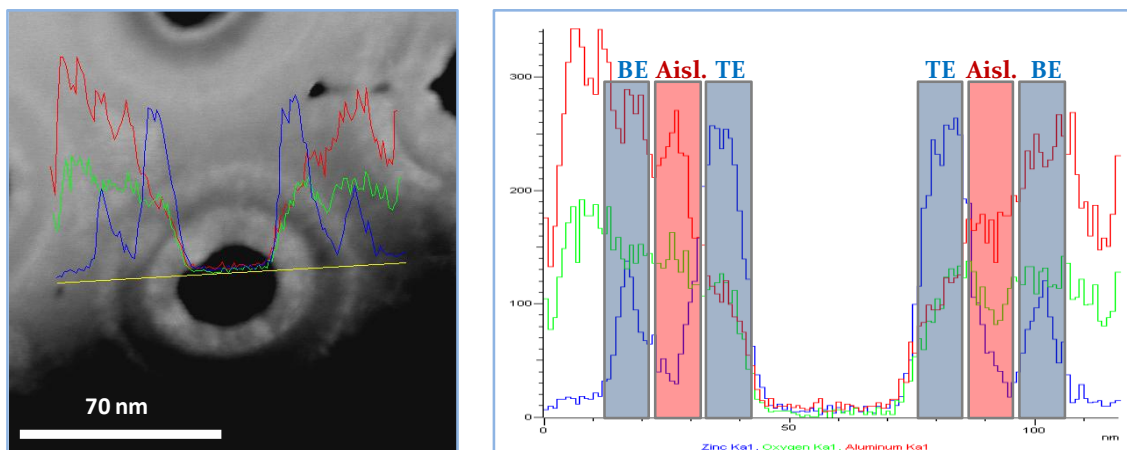 70 nm
BE Aisl. TE TE Aisl. BE
300
200
100
0
0 50 100 nm
Zinc Ka1, Oxygen Ka1, Aluminum Ka1